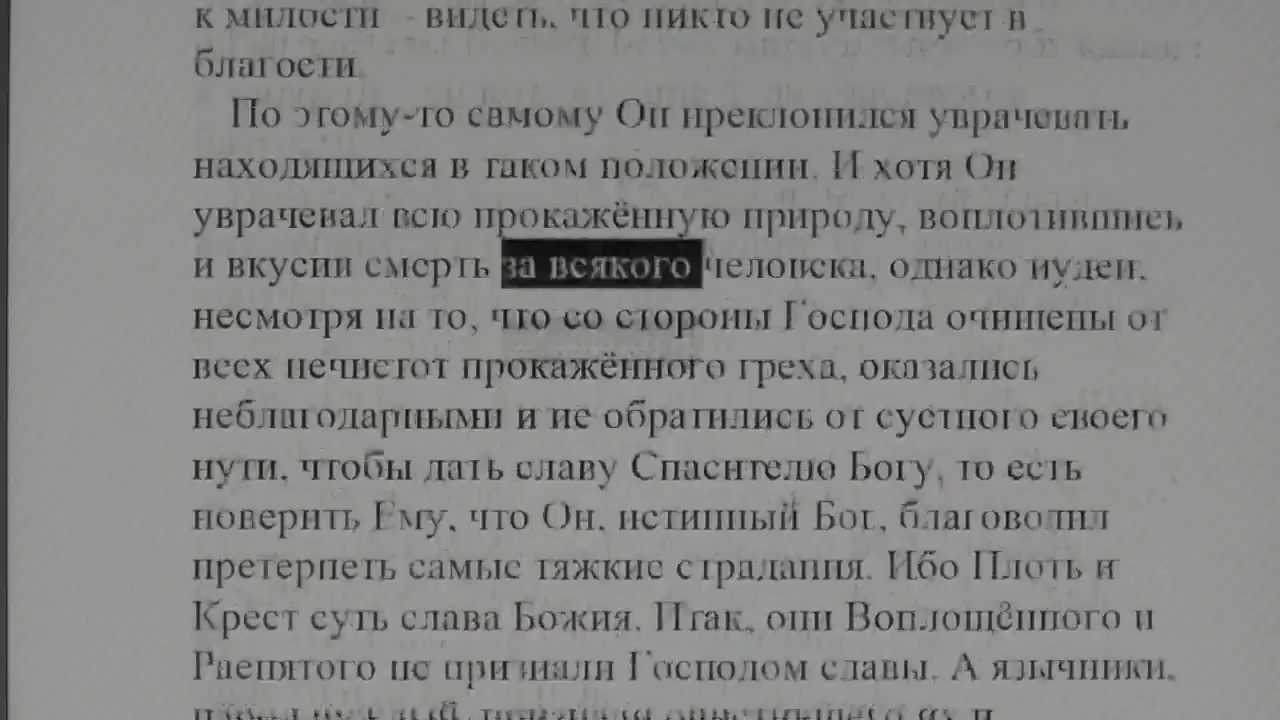 к милости - видеть, что никто не участвует в
благости.
По этому-то самому Он преклонился уврачевать
находящихся в таком положении. И хотя Он
уврачевал всю прокажённую природу, воплотившись
и вкусив смерть за всякого человека, однако иудеи,
несмотря на то, что со стороны Господа очищены от
всех нечистот прокажённого греха, оказались
неблагодарными и не обратились от суетного своего
пути, чтобы дать славу Спасителю Богу, то есть
поверить Ему, что Он, истинный Бог, благоволил
претерпеть самые тяжкие страдания. Ибо Плоть и
Крест суть слава Божия. Итак, они Воплощённого и
Распятого не признали Господом славы. А язычники,